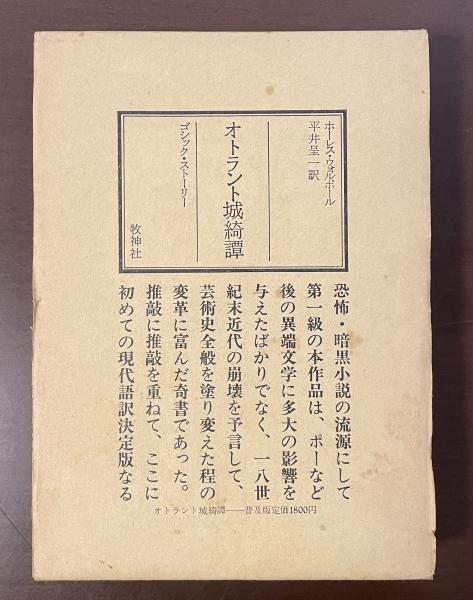 ホーレス・ウォルポール
平井呈一訳
オトラント城綺譚
ゴシック・ストーリー
牧神社
恐怖・暗黒小説の流源にして
第一級の本作品は、ポーなど
後の異端文学に多大の影響を
与えたばかりでなく、一八世
紀末近代の崩壊を予言して、
芸術史全般を塗り変えた程の
変革に富んだ奇書であった。
推敲に推敲を重ねて、ここに
初めての現代語訳決定版なる
オトラント城綺譚——普及版定価1800円